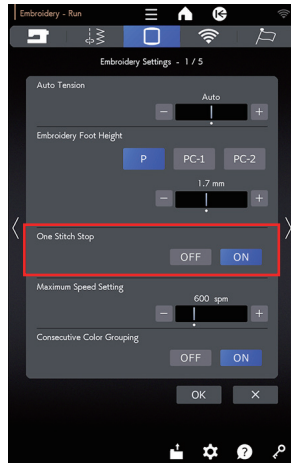 Embroidery - Run
Embroidery Settings - 1 / 5
Auto Tension
Auto
Embroidery Foot Height
P PC-1 PC-2
1.7 mm
One Stitch Stop
OFF ON
Maximum Speed Setting
600 spm
Consecutive Color Grouping
OFF ON
OK